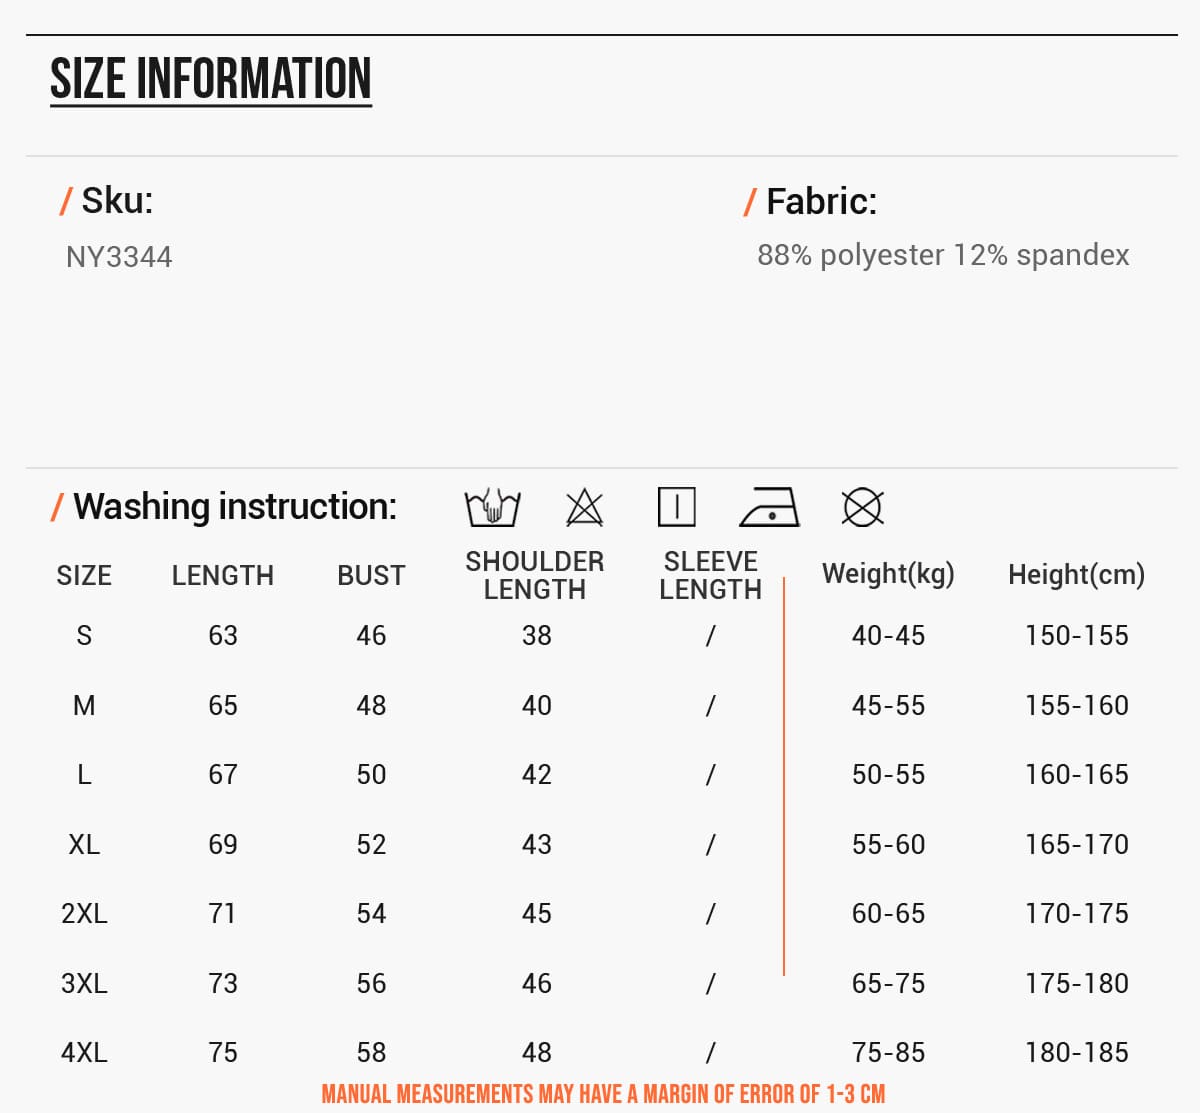 SIZE INFORMATION
/ Sku:
NY3344
/ Fabric:
88% polyester 12% spandex
/ Washing instruction:
SIZE LENGTH BUST SHOULDER LENGTH SLEEVE LENGTH Weight(kg) Height(cm)
S 63 46 38 / 40-45 150-155
M 65 48 40 / 45-55 155-160
L 67 50 42 / 50-55 160-165
XL 69 52 43 / 55-60 165-170
2XL 71 54 45 / 60-65 170-175
3XL 73 56 46 / 65-75 175-180
4XL 75 58 48 / 75-85 180-185
MANUAL MEASUREMENTS MAY HAVE A MARGIN OF ERROR OF 1-3 CM